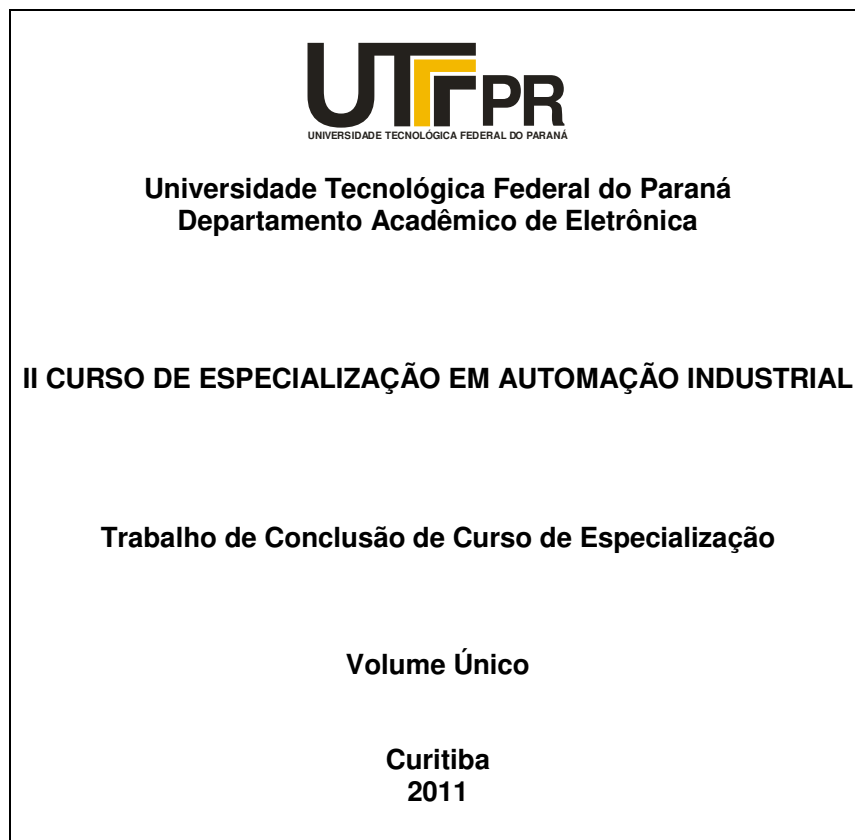 UTFPR
UNIVERSIDADE TECNOLÓGICA FEDERAL DO PARANÁ
Universidade Tecnológica Federal do Paraná
Departamento Acadêmico de Eletrônica
II CURSO DE ESPECIALIZAÇÃO EM AUTOMAÇÃO INDUSTRIAL
Trabalho de Conclusão de Curso de Especialização
Volume Único
Curitiba
2011